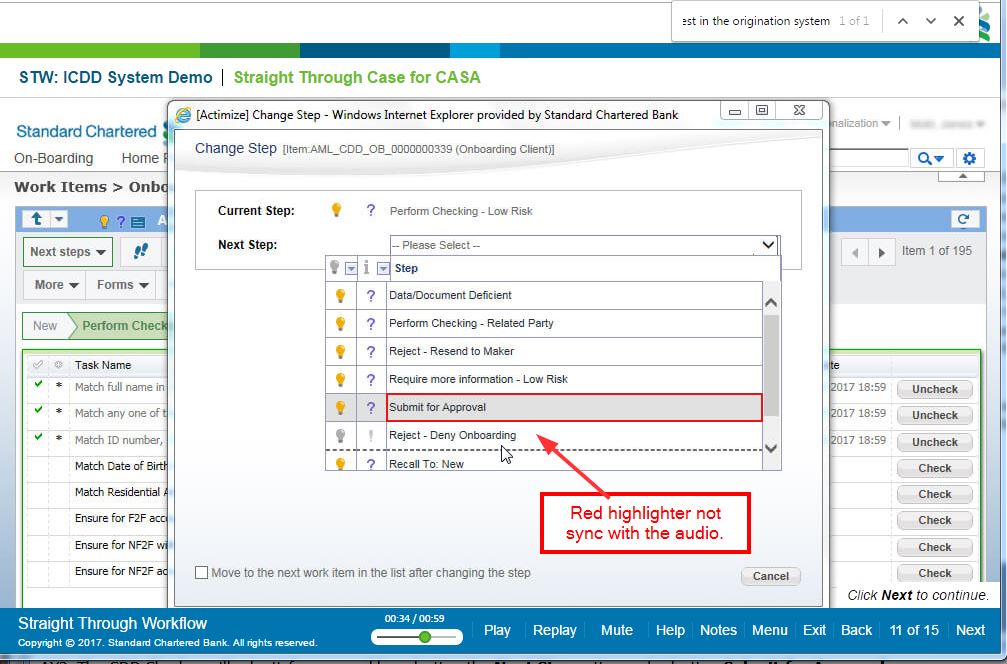 est in the origination system 1 of 1
STW: ICDD System Demo | Straight Through Case for CASA
[Actimize] Change Step - Windows Internet Explorer provided by Standard Chartered Bank
Standard Chartered
nalization
Change Step [Item:AML_CDD_OB_0000000339 (Onboarding Client)]
On-Boarding Home
Work Items > Onbo
Current Step: ? Perform Checking - Low Risk
Next Step: -- Please Select --
Next steps
Item 1 of 195
i Step
More Forms
? Data/Document Deficient
New Perform Check
? Perform Checking - Related Party
? Reject - Resend to Maker
? Require more information - Low Risk
? Submit for Approval
! Reject - Deny Onboarding
? Recall To: New
Task Name
te
* Match full name in 2017 18:59 Uncheck
* Match any one of t 2017 18:59 Uncheck
* Match ID number, 2017 18:59 Uncheck
Match Date of Birth Check
Match Residential A Check
Ensure for F2F acc Check
Ensure for NF2F wi Check
Ensure for NF2F ac Check
Red highlighter not
sync with the audio.
Move to the next work item in the list after changing the step
Cancel
Click Next to continue.
Straight Through Workflow
Copyright © 2017. Standard Chartered Bank. All rights reserved.
00:34 / 00:59
Play Replay Mute Help Notes Menu Exit Back 11 of 15 Next